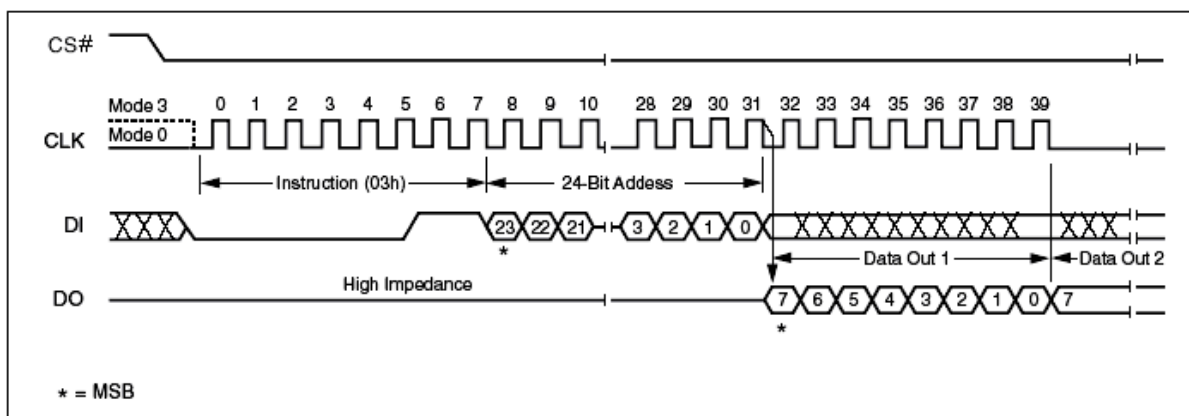 CS#
Mode 3 0 1 2 3 4 5 6 7 8 9 10 28 29 30 31 32 33 34 35 36 37 38 39
CLK Mode 0
Instruction (03h) 24-Bit Addess
DI 23 22 21 3 2 1 0
*
Data Out 1 Data Out 2
High Impedance
DO 7 6 5 4 3 2 1 0 7
*
* = MSB